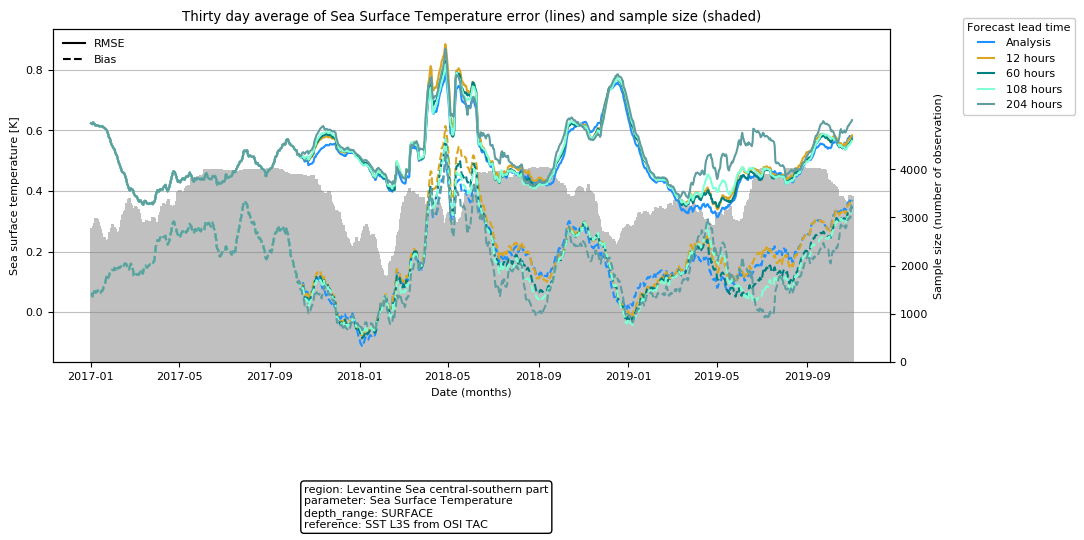 Thirty day average of Sea Surface Temperature error (lines) and sample size (shaded)
RMSE
Bias
Forecast lead time
Analysis
12 hours
60 hours
108 hours
204 hours
Sea surface temperature [K]
0.8
0.6
0.4
0.2
0.0
Sample size (number of observation)
4000
3000
2000
1000
0
2017-01
2017-05
2017-09
2018-01
2018-05
2018-09
2019-01
2019-05
2019-09
Date (months)
region: Levantine Sea central-southern part
parameter: Sea Surface Temperature
depth_range: SURFACE
reference: SST L3S from OSI TAC